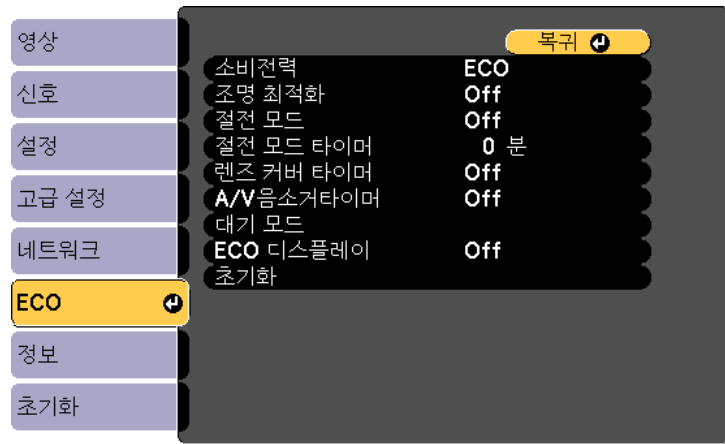 영상
신호
설정
고급 설정
네트워크
ECO
정보
초기화
복귀
소비전력 ECO
조명 최적화 Off
절전 모드 Off
절전 모드 타이머 0 분
렌즈 커버 타이머 Off
A/V음소거타이머 Off
대기 모드
ECO 디스플레이 Off
초기화